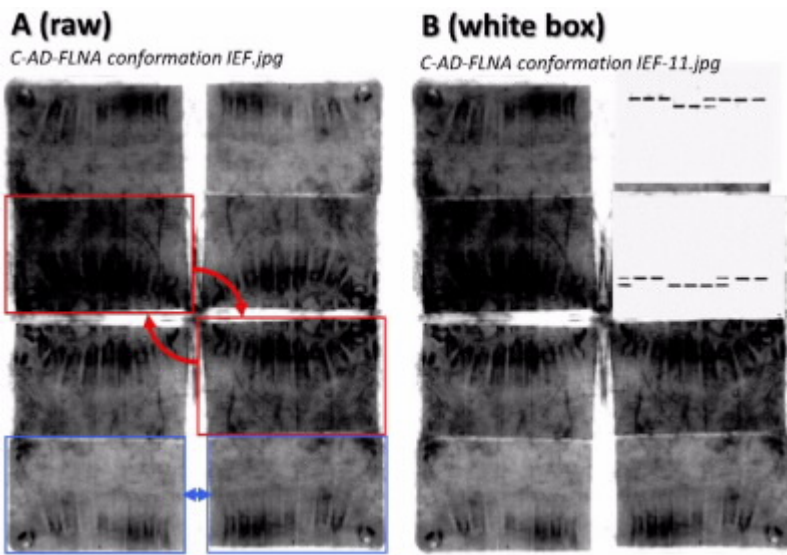 A (raw)
C-AD-FLNA conformation IEF.jpg
B (white box)
C-AD-FLNA conformation IEF-11.jpg